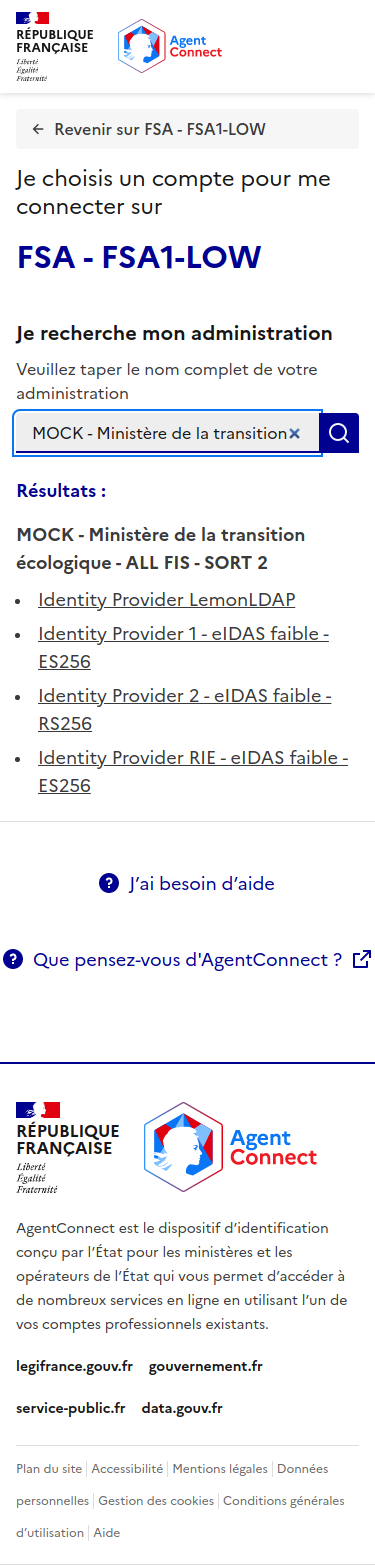 RÉPUBLIQUE
FRANÇAISE
Liberté
Égalité
Fraternité
Agent
Connect
Revenir sur FSA - FSA1-LOW
Je choisis un compte pour me
connecter sur
FSA - FSA1-LOW
Je recherche mon administration
Veuillez taper le nom complet de votre
administration
MOCK - Ministère de la transition
Résultats :
MOCK - Ministère de la transition
écologique - ALL FIS - SORT 2
Identity Provider LemonLDAP
Identity Provider 1 - eIDAS faible -
ES256
Identity Provider 2 - eIDAS faible -
RS256
Identity Provider RIE - eIDAS faible -
ES256
J’ai besoin d’aide
Que pensez-vous d'AgentConnect ?
RÉPUBLIQUE
FRANÇAISE
Liberté
Égalité
Fraternité
Agent
Connect
AgentConnect est le dispositif d’identification
conçu par l’État pour les ministères et les
opérateurs de l’État qui vous permet d’accéder à
de nombreux services en ligne en utilisant l’un de
vos comptes professionnels existants.
legifrance.gouv.fr gouvernement.fr
service-public.fr data.gouv.fr
Plan du site | Accessibilité | Mentions légales | Données
personnelles | Gestion des cookies | Conditions générales
d’utilisation | Aide